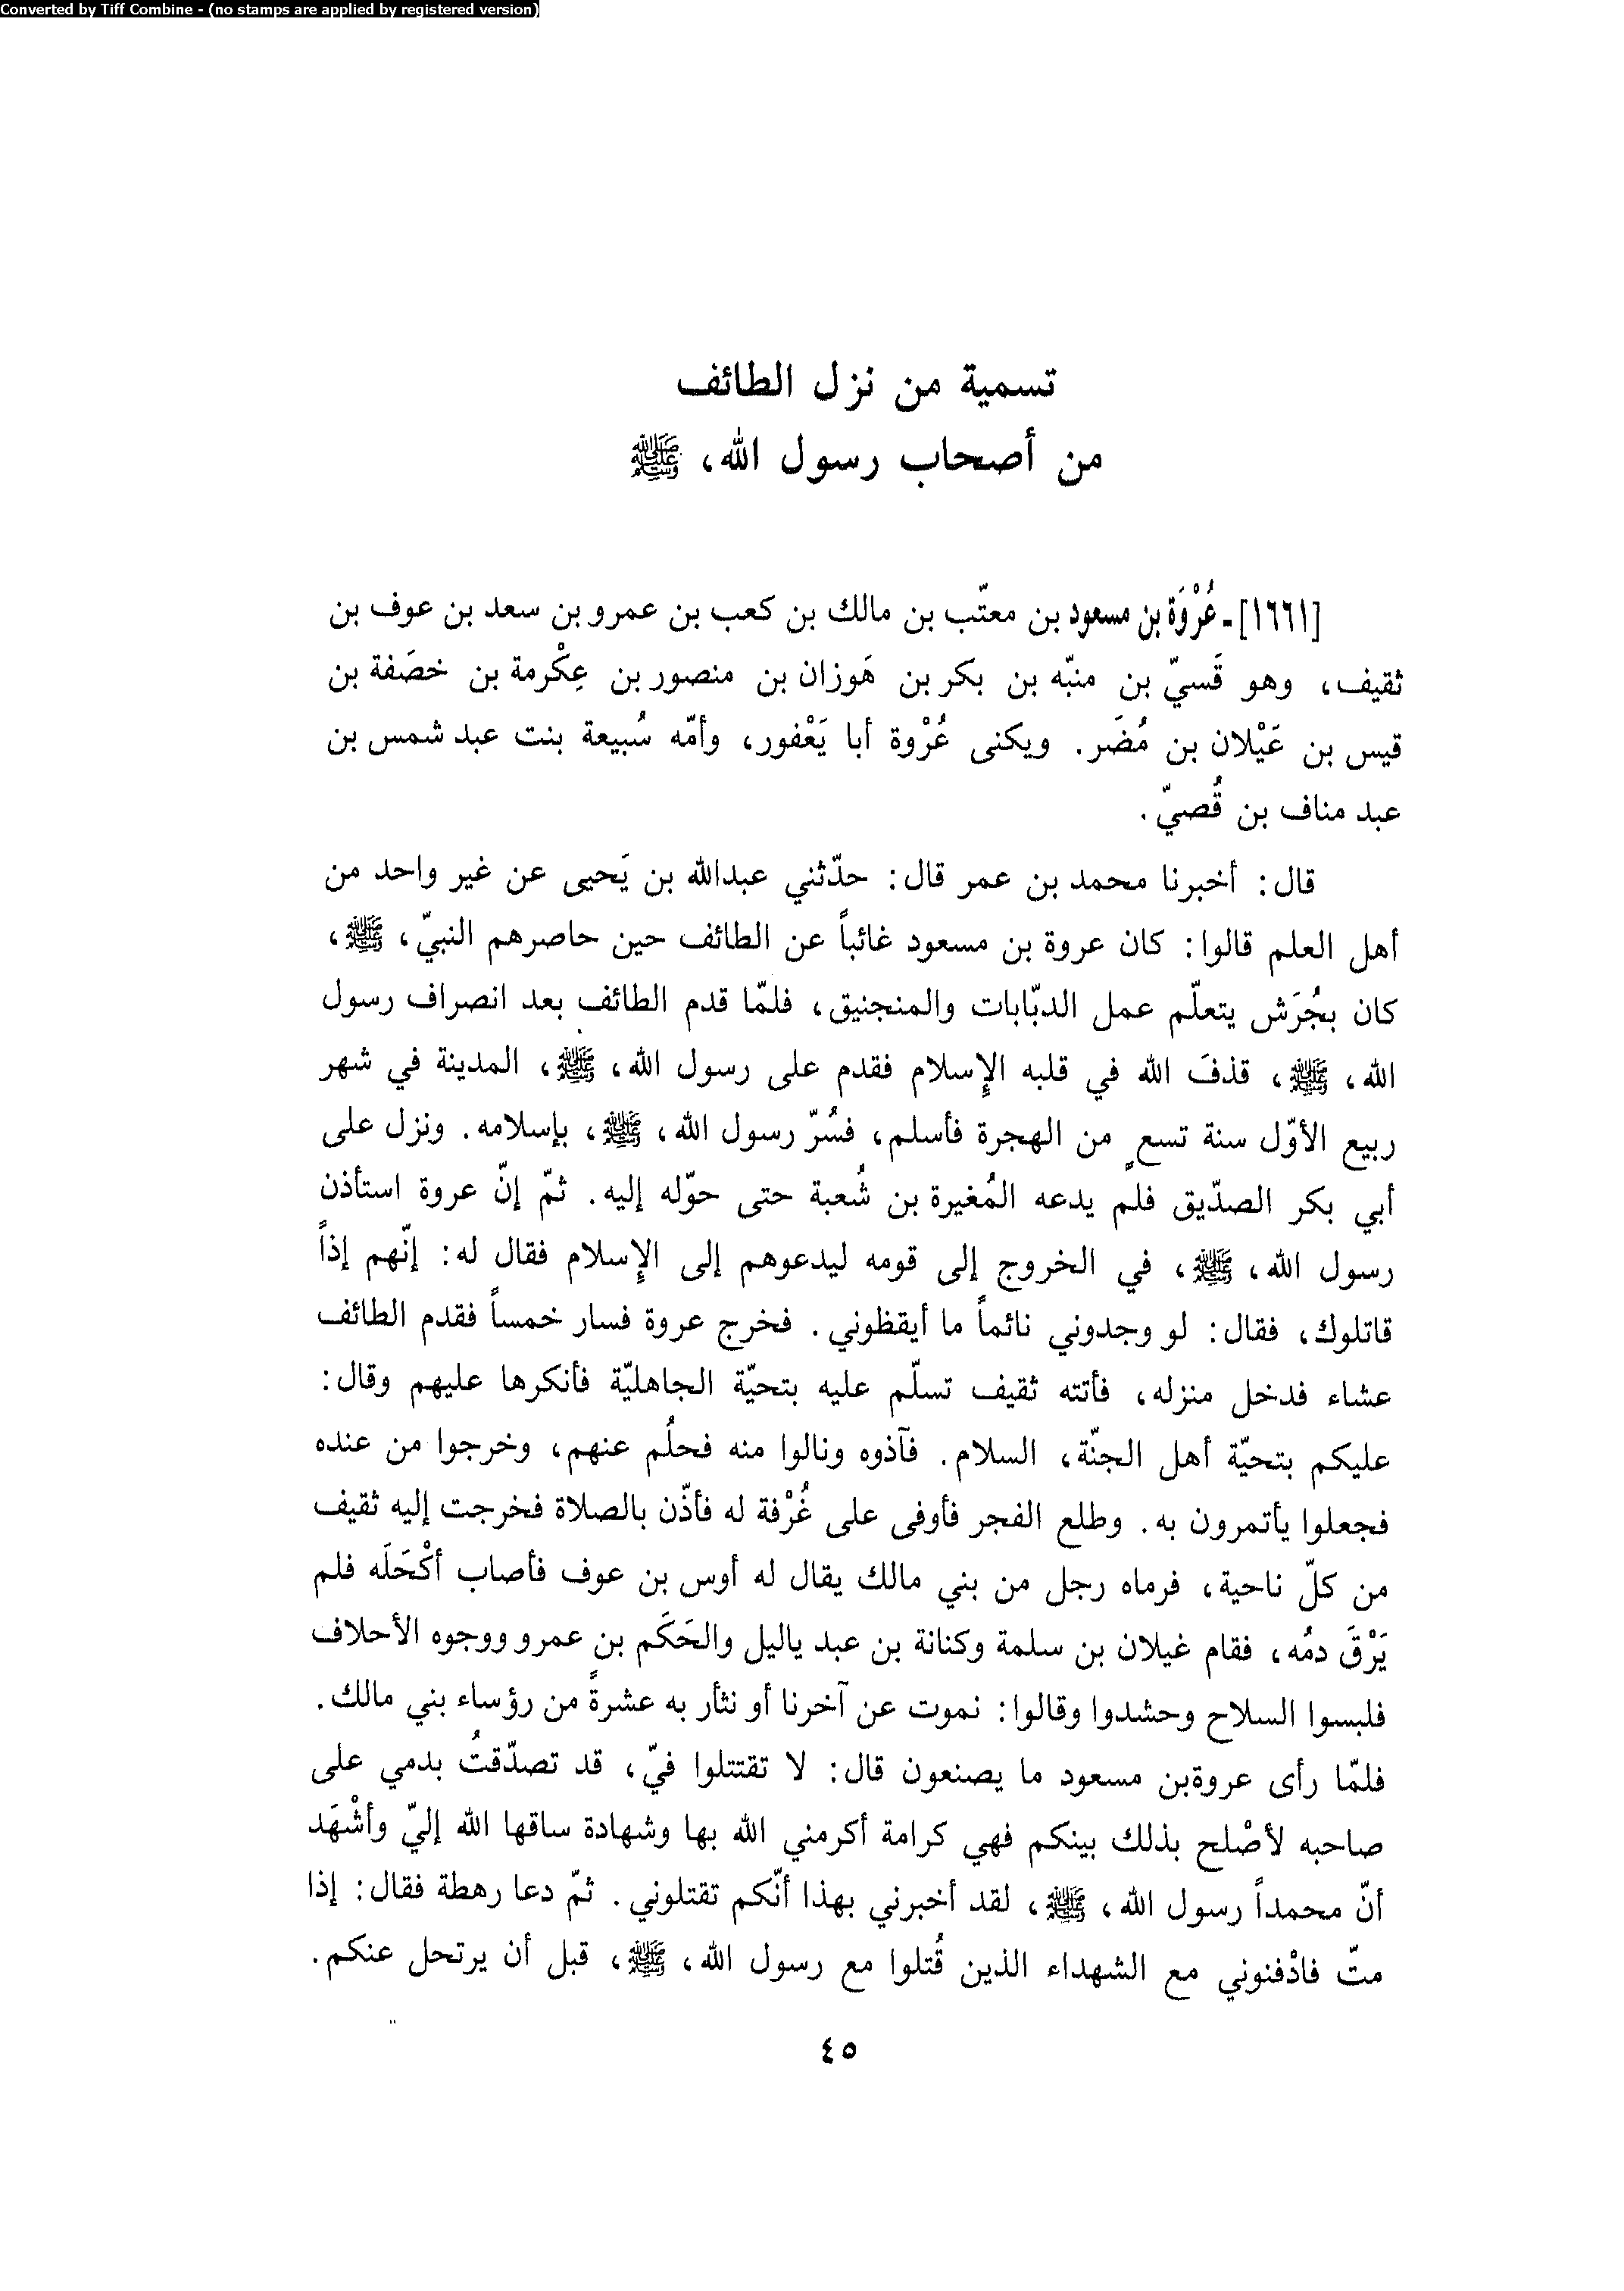 Converted by Tiff Combine - (no stamps are applied by registered version)
تسمية من نزل الطائف
من أصحاب رسول الله، ﷺ
[١٦٦١]ـ عُرْوَة بن مسعود بن معتّب بن مالك بن كعب بن عمرو بن سعد بن عوف بن
ثقيف، وهو قَسيّ بن منبّه بن بكر بن هَوزان بن منصور بن عِكْرمة بن خصَفة بن
قيس بن عَيْلان بن مُضَر. ويكنى عُرْوة أبا يَعْفور، وأمّه سُبيعة بنت عبد شمس بن
عبد مناف بن قُصيّ.
قال: أخبرنا محمد بن عمر قال: حدّثني عبدالله بن يَحيى عن غير واحد من
أهل العلم قالوا: كان عروة بن مسعود غائباً عن الطائف حين حاصرهم النبيّ، ﷺ،
كان بجُرَش يتعلّم عمل الدبّابات والمنجنيق، فلمّا قدم الطائف بعد انصراف رسول
الله، ﷺ، قذفَ الله في قلبه الإسلام فقدم على رسول الله، ﷺ، المدينة في شهر
ربيع الأوّل سنة تسعٍ من الهجرة فأسلم، فسُرّ رسول الله، ﷺ، بإسلامه. ونزل على
أبي بكر الصدّيق فلم يدعه المُغيرة بن شُعبة حتى حوّله إليه. ثمّ إنّ عروة استأذن
رسول الله، ﷺ، في الخروج إلى قومه ليدعوهم إلى الإسلام فقال له: إنّهم إذاً
قاتلوك، فقال: لو وجدوني نائماً ما أيقظوني. فخرج عروة فسار خمساً فقدم الطائف
عشاء فدخل منزله، فأتته ثقيف تسلّم عليه بتحيّة الجاهليّة فأنكرها عليهم وقال:
عليكم بتحيّة أهل الجنّة، السلام. فآذوه ونالوا منه فحلُم عنهم، وخرجوا من عنده
فجعلوا يأتمرون به. وطلع الفجر فأوفى على غُرْفة له فأذّن بالصلاة فخرجت إليه ثقيف
من كلّ ناحية، فرماه رجل من بني مالك يقال له أوس بن عوف فأصاب أكْحَلَه فلم
يَرْقَ دمُه، فقام غيلان بن سلمة وكنانة بن عبد ياليل والحَكَم بن عمرو ووجوه الأحلاف
فلبسوا السلاح وحشدوا وقالوا: نموت عن آخرنا أو نثأر به عشرةً من رؤساء بني مالك.
فلمّا رأى عروةبن مسعود ما يصنعون قال: لا تقتتلوا فيّ، قد تصدّقتُ بدمي على
صاحبه لأصْلح بذلك بينكم فهي كرامة أكرمني الله بها وشهادة ساقها الله إليّ وأشْهَد
أنّ محمداً رسول الله، ﷺ، لقد أخبرني بهذا أنّكم تقتلوني. ثمّ دعا رهطة فقال: إذا
متّ فادْفنوني مع الشهداء الذين قُتلوا مع رسول الله، ﷺ، قبل أن يرتحل عنكم.
٤٥